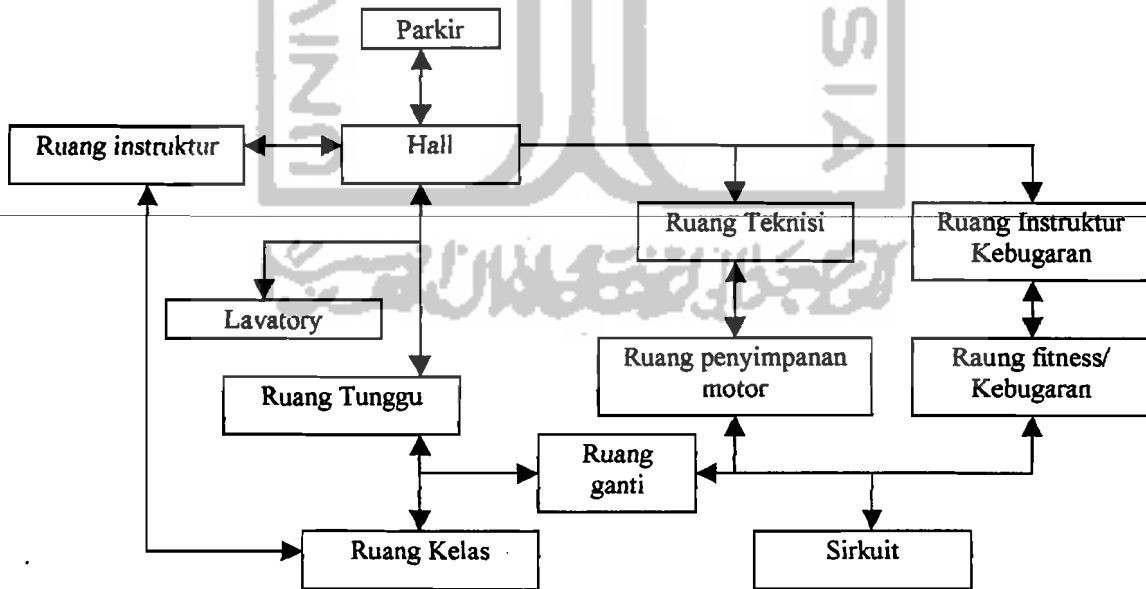 Parkir
Ruang instruktur
Hall
Ruang Teknisi
Ruang Instruktur
Kebugaran
Lavatory
Ruang penyimpanan
motor
Raung fitness/
Kebugaran
Ruang Tunggu
Ruang
ganti
Ruang Kelas
Sirkuit
SIA